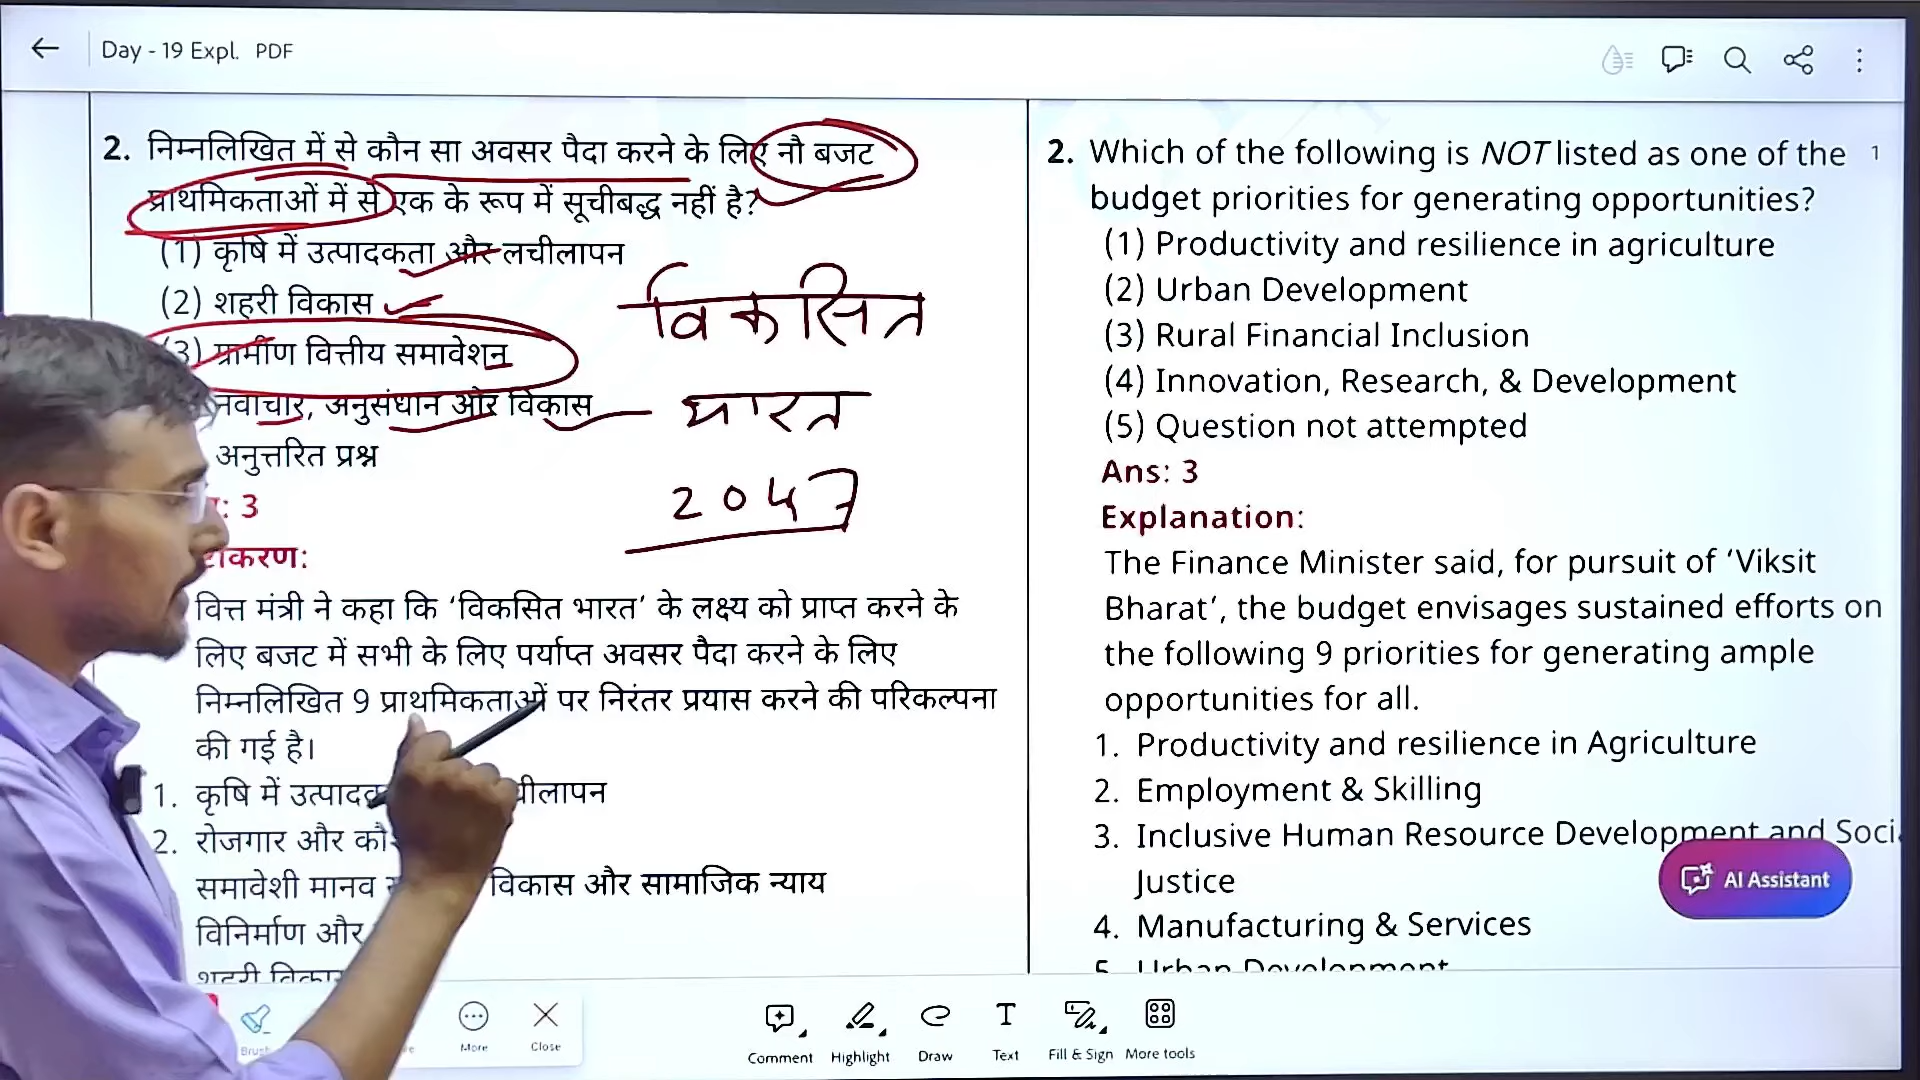 Day - 19 Expl. PDF
2. निम्नलिखित में से कौन सा अवसर पैदा करने के लिए नौ बजट
प्राथमिकताओं में से एक के रूप में सूचीबद्ध नहीं है?
(1) कृषि में उत्पादकता और लचीलापन
(2) शहरी विकास
(3) ग्रामीण वित्तीय समावेशन
नवाचार, अनुसंधान और विकास
अनुत्तरित प्रश्न
: 3
विकसित
भारत
2047
वित्त मंत्री ने कहा कि ‘विकसित भारत’ के लक्ष्य को प्राप्त करने के
लिए बजट में सभी के लिए पर्याप्त अवसर पैदा करने के लिए
निम्नलिखित 9 प्राथमिकताओं पर निरंतर प्रयास करने की परिकल्पना
की गई है।
1. कृषि में
2. रोजगार और
समावेशी मानव विकास और सामाजिक न्याय
विनिर्माण और
शहरी
2. Which of the following is NOT listed as one of the 1
budget priorities for generating opportunities?
(1) Productivity and resilience in agriculture
(2) Urban Development
(3) Rural Financial Inclusion
(4) Innovation, Research, & Development
(5) Question not attempted
Ans: 3
Explanation:
The Finance Minister said, for pursuit of ‘Viksit
Bharat’, the budget envisages sustained efforts on
the following 9 priorities for generating ample
opportunities for all.
1. Productivity and resilience in Agriculture
2. Employment & Skilling
3. Inclusive Human Resource Development and
Justice
4. Manufacturing & Services
5. Urban Development
AI Assistant
Brush More Close
Comment Highlight Draw Text Fill & Sign More tools